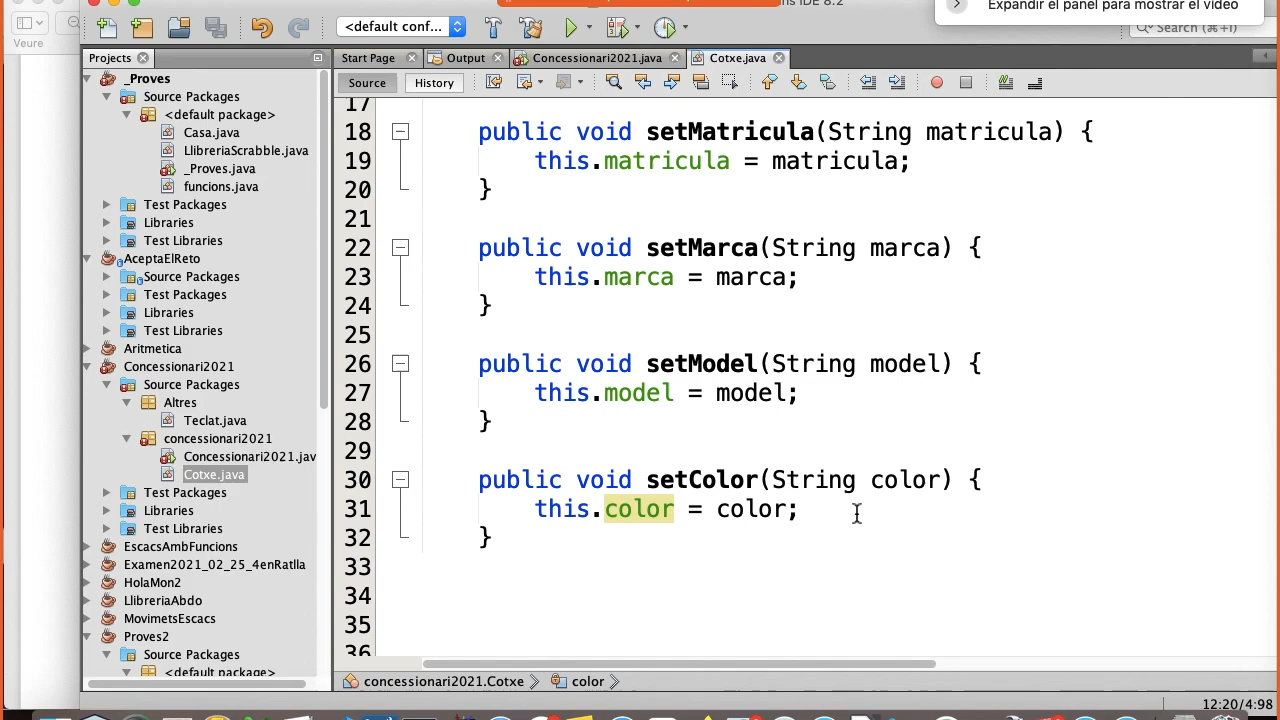 IDE 8.2
Expandir el panel para mostrar el vídeo
Veure
<default conf...
Search (⌘+I)
Projects
Start Page
Output
Concessionari2021.java
Cotxe.java
Source
History
_Proves
Source Packages
<default package>
Casa.java
LlibreriaScrabble.java
_Proves.java
funcions.java
Test Packages
Libraries
Test Libraries
AceptaElReto
Source Packages
Test Packages
Libraries
Test Libraries
Aritmetica
Concessionari2021
Source Packages
Altres
Teclat.java
concessionari2021
Concessionari2021.jav
Cotxe.java
Test Packages
Libraries
Test Libraries
EscacsAmbFuncions
Examen2021_02_25_4enRatlla
HolaMon2
LlibreriaAbdo
MovimetsEscacs
Proves2
Source Packages
<default package>
17
18 public void setMatricula(String matricula) {
19 this.matricula = matricula;
20 }
21
22 public void setMarca(String marca) {
23 this.marca = marca;
24 }
25
26 public void setModel(String model) {
27 this.model = model;
28 }
29
30 public void setColor(String color) {
31 this.color = color;
32 }
33
34
35
36
concessionari2021.Cotxe
color
12:20/4:98